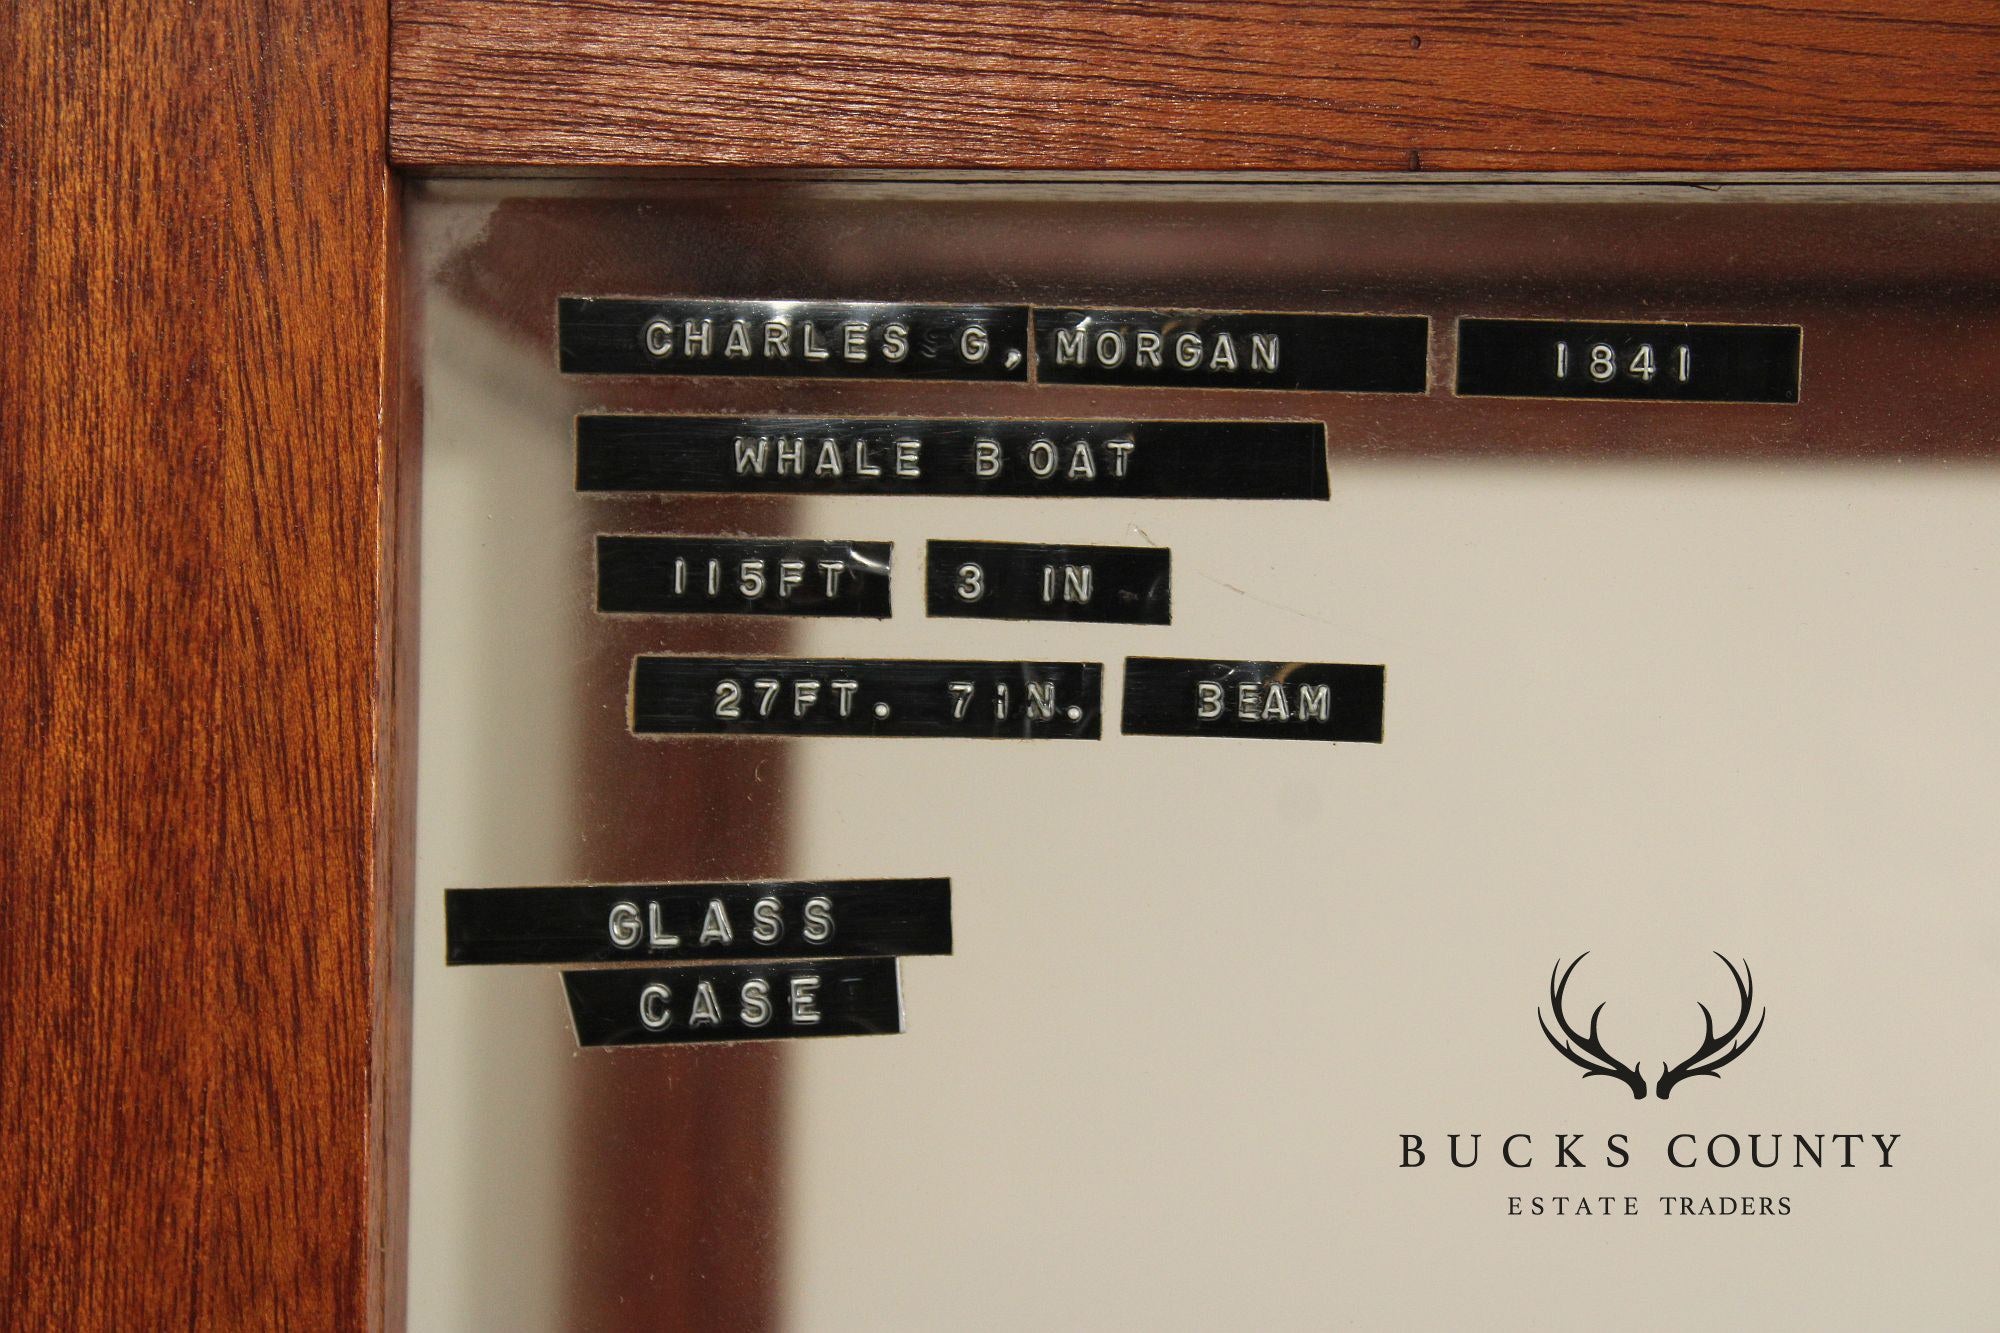 CHARLES G, MORGAN 1841
WHALE BOAT
115FT 3 IN
27FT. 7IN. BEAM
GLASS
CASE
BUCKS COUNTY
ESTATE TRADERS